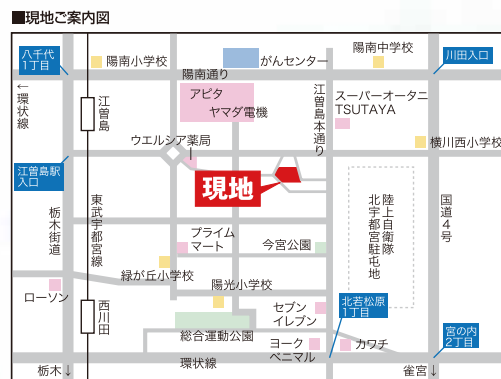 ■現地ご案内図
八千代
1丁目
陽南小学校
がんセンター
陽南中学校
川田入口
陽南通り
←環状線
江曽島
アピタ
ヤマダ電機
江曽島本通り
スーパーオータニ
TSUTAYA
ウエルシア薬局
横川西小学校
江曽島駅
入口
現地
栃木街道
東武宇都宮線
陸上自衛隊
北宇都宮駐屯地
国道4号
プライム
マート
今宮公園
緑が丘小学校
陽光小学校
ローソン
西川田
セブン
イレブン
北若松原
1丁目
総合運動公園
ヨーク
ベニマル
カワチ
宮の内
2丁目
栃木↓
環状線
雀宮↓